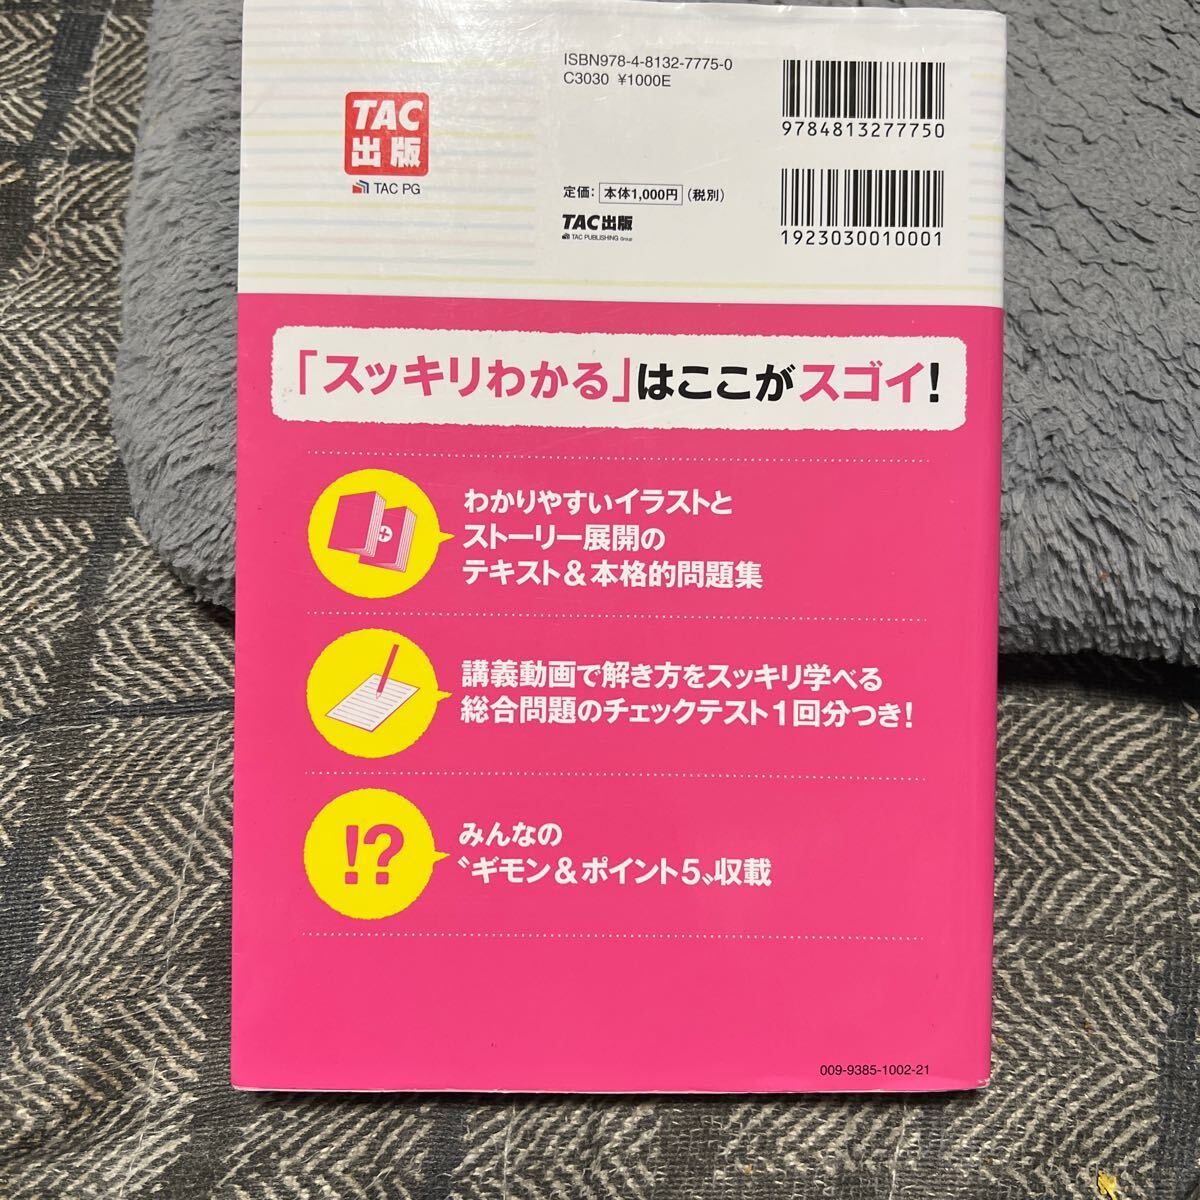 TAC
出版
TAC PG
ISBN978-4-8132-7775-0
C3030 ¥1000E
9784813277750
定価：本体1,000円（税別）
TAC出版
TAC PUBLISHING Group
1923030010001
「スッキリわかる」はここがスゴイ！
わかりやすいイラストと
ストーリー展開の
テキスト＆本格的問題集
講義動画で解き方をスッキリ学べる
総合問題のチェックテスト1回分つき！
!?
みんなの
〝ギモン＆ポイント5〟収載
009-9385-1002-21